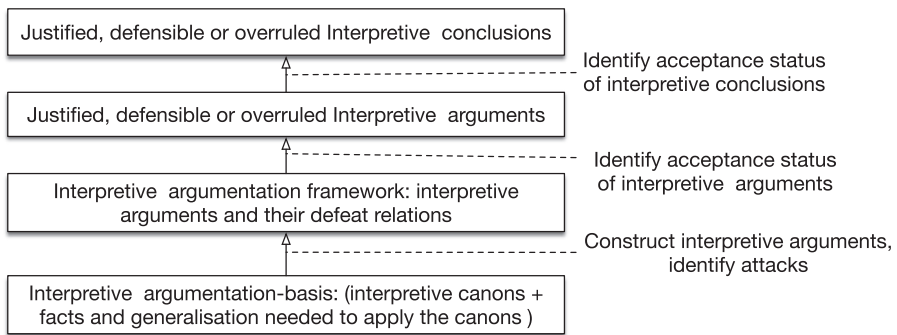 Justified, defensible or overruled Interpretive conclusions
Identify acceptance status
of interpretive conclusions
Justified, defensible or overruled Interpretive arguments
Identify acceptance status
of interpretive arguments
Interpretive argumentation framework: interpretive
arguments and their defeat relations
Construct interpretive arguments,
identify attacks
Interpretive argumentation-basis: (interpretive canons +
facts and generalisation needed to apply the canons )